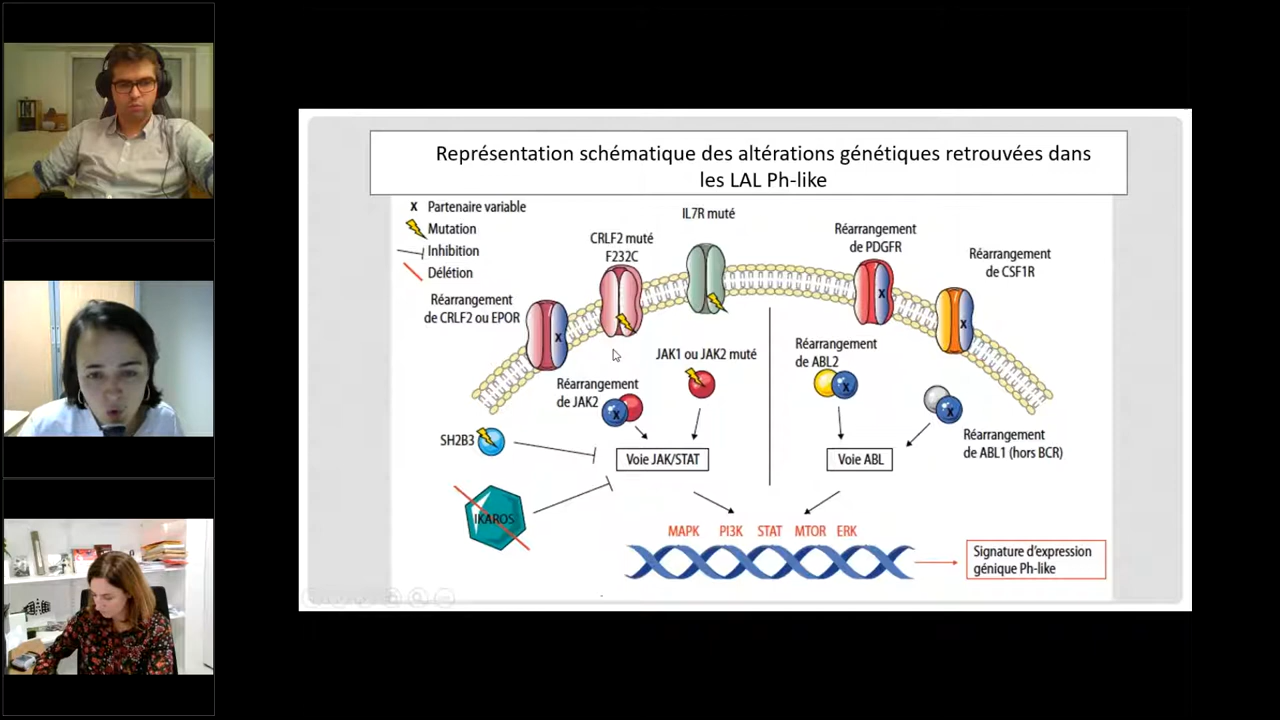 Représentation schématique des altérations génétiques retrouvées dans
les LAL Ph-like
X Partenaire variable
Mutation
Inhibition
Délétion
Réarrangement
de CRLF2 ou EPOR
X
CRLF2 muté
F232C
IL7R muté
Réarrangement
de PDGFR
X
Réarrangement
de CSF1R
X
Réarrangement
de JAK2
X
JAK1 ou JAK2 muté
Réarrangement
de ABL2
X
X
Réarrangement
de ABL1 (hors BCR)
SH2B3
IKAROS
Voie JAK/STAT
Voie ABL
MAPK PI3K STAT MTOR ERK
Signature d'expression
génique Ph-like